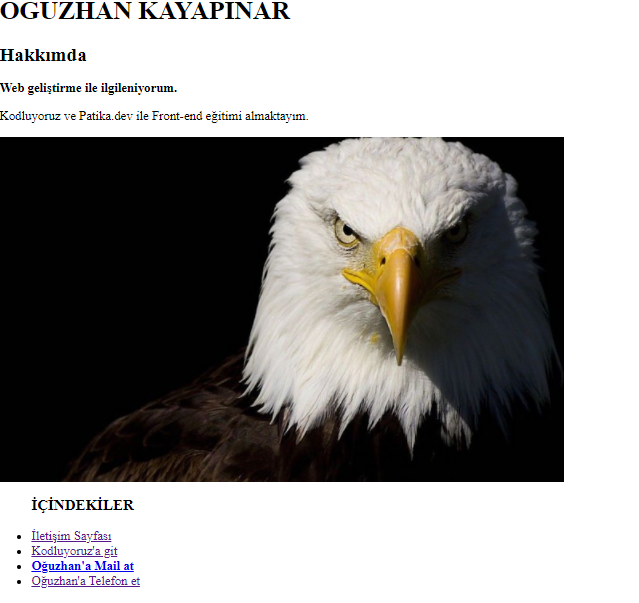 OGUZHAN KAYAPINAR
Hakkımda
Web geliştirme ile ilgileniyorum.
Kodluyoruz ve Patika.dev ile Front-end eğitimi almaktayım.
İÇİNDEKİLER
İletişim Sayfası
Kodluyoruz'a git
Oğuzhan'a Mail at
Oğuzhan'a Telefon et